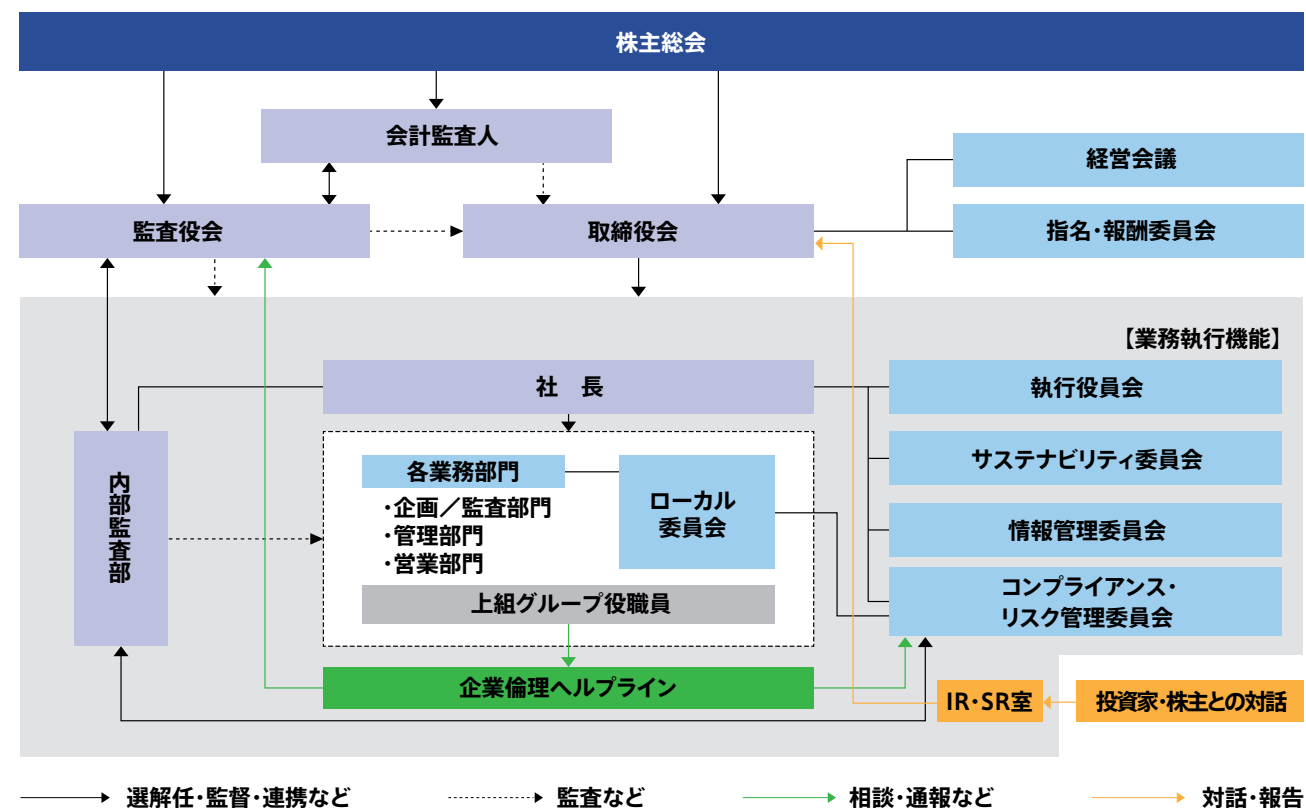 株主総会
会計監査人
経営会議
監査役会
取締役会
指名・報酬委員会
【業務執行機能】
社　長
執行役員会
内部監査部
各業務部門
・企画／監査部門
・管理部門
・営業部門
ローカル
委員会
サステナビリティ委員会
情報管理委員会
上組グループ役職員
コンプライアンス・
リスク管理委員会
企業倫理ヘルプライン
IR・SR室
投資家・株主との対話
選解任・監督・連携など
監査など
相談・通報など
対話・報告